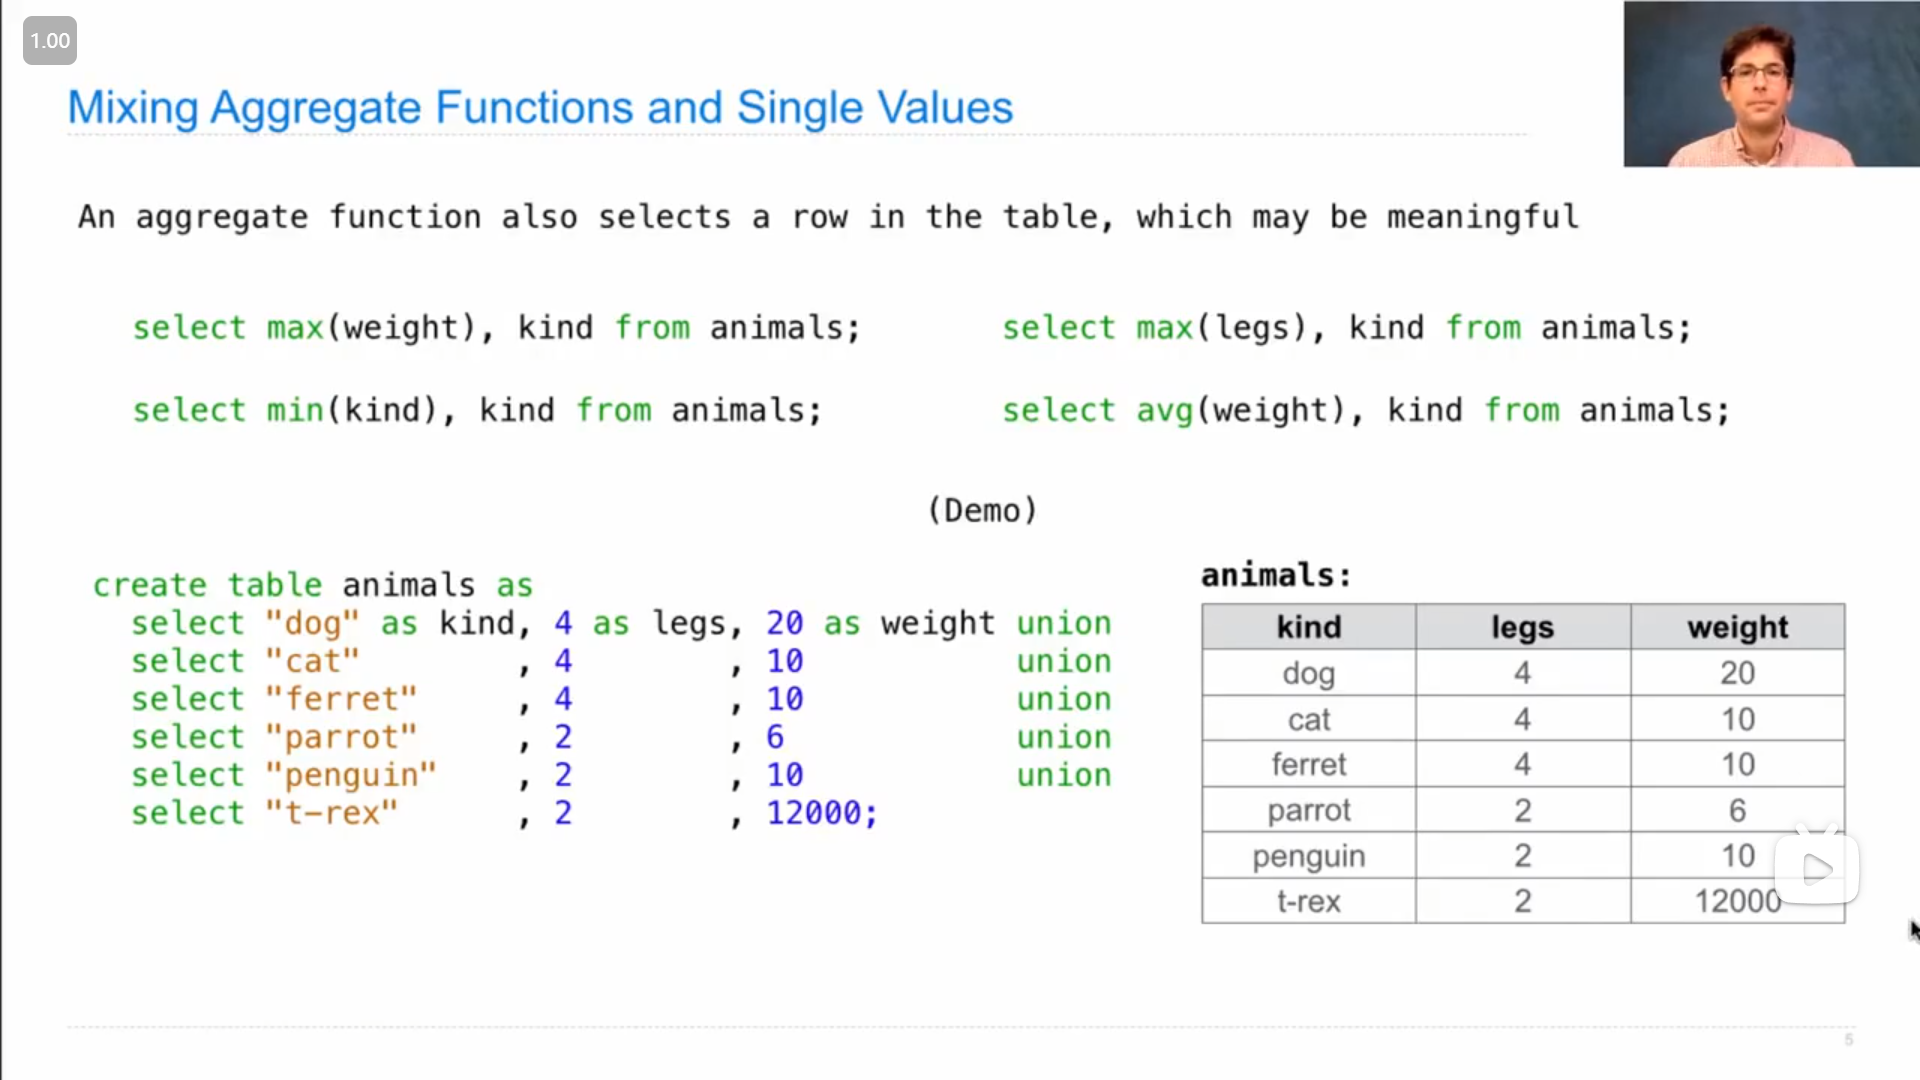 1.00
Mixing Aggregate Functions and Single Values
An aggregate function also selects a row in the table, which may be meaningful
select max(weight), kind from animals;
select max(legs), kind from animals;
select min(kind), kind from animals;
select avg(weight), kind from animals;
(Demo)
create table animals as
select "dog" as kind, 4 as legs, 20 as weight union
select "cat" , 4 , 10 union
select "ferret" , 4 , 10 union
select "parrot" , 2 , 6 union
select "penguin" , 2 , 10 union
select "t-rex" , 2 , 12000;
animals:
kind legs weight
dog 4 20
cat 4 10
ferret 4 10
parrot 2 6
penguin 2 10
t-rex 2 12000
5